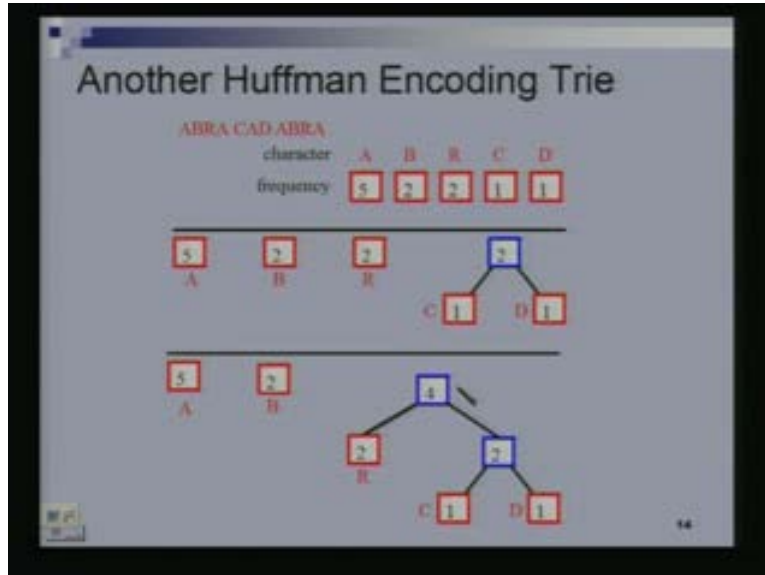 Another Huffman Encoding Trie
ABRA CAD ABRA
character A B R C D
frequency 5 2 2 1 1
5 2 2 2
A B R
C 1 D 1
5 2 4
A B
2 2
R
C 1 D 1
14